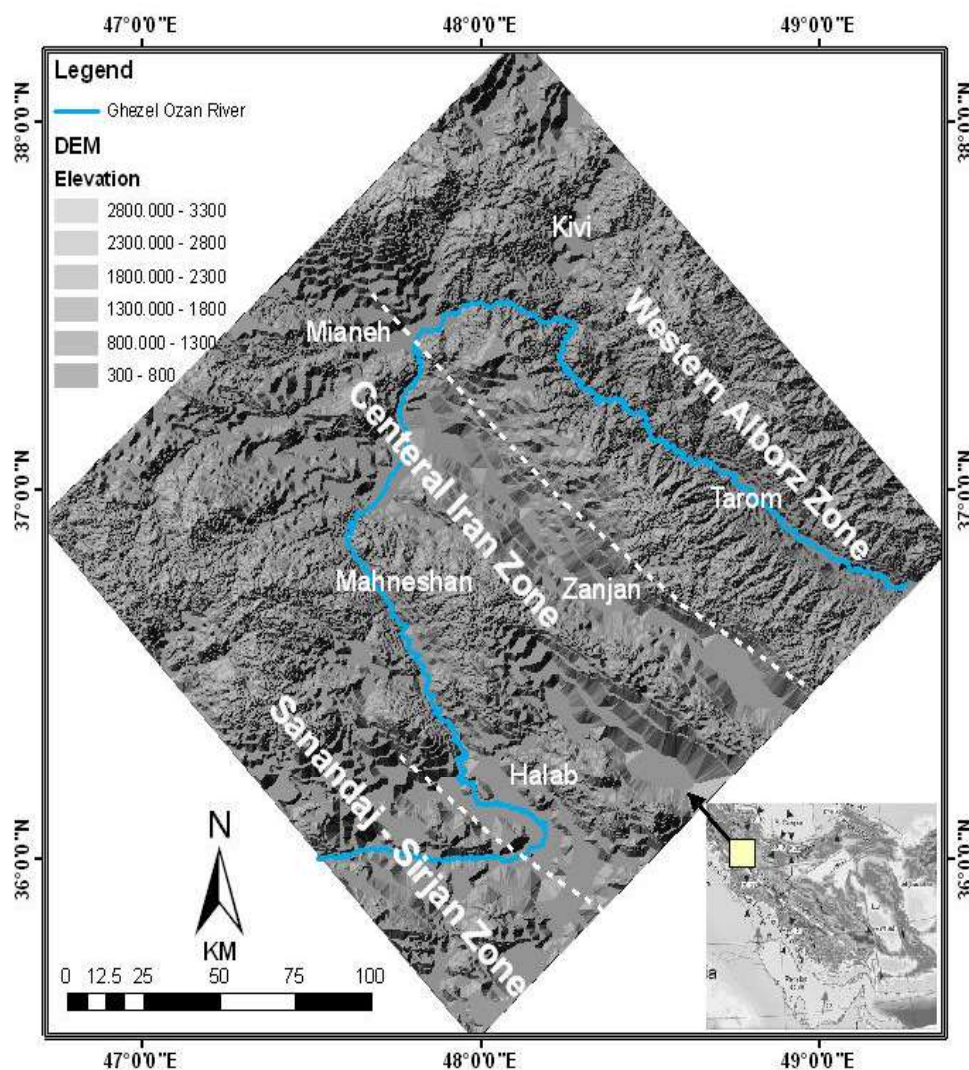 47°0'0"E 48°0'0"E 49°0'0"E
Legend
Ghezel Ozan River
DEM
Elevation
2800.000 - 3300
2300.000 - 2800
1800.000 - 2300
1300.000 - 1800
800.000 - 1300
300 - 800
38°0'0"N
38°0'0"N
37°0'0"N
37°0'0"N
36°0'0"N
36°0'0"N
Kivi
Mianeh
Western Alborz Zone
Centeral Iran Zone
Tarom
Zanjan
Mahneshan
Sanandaj - Sirjan Zone
Halab
N
KM
0 12.5 25 50 75 100
47°0'0"E 48°0'0"E 49°0'0"E